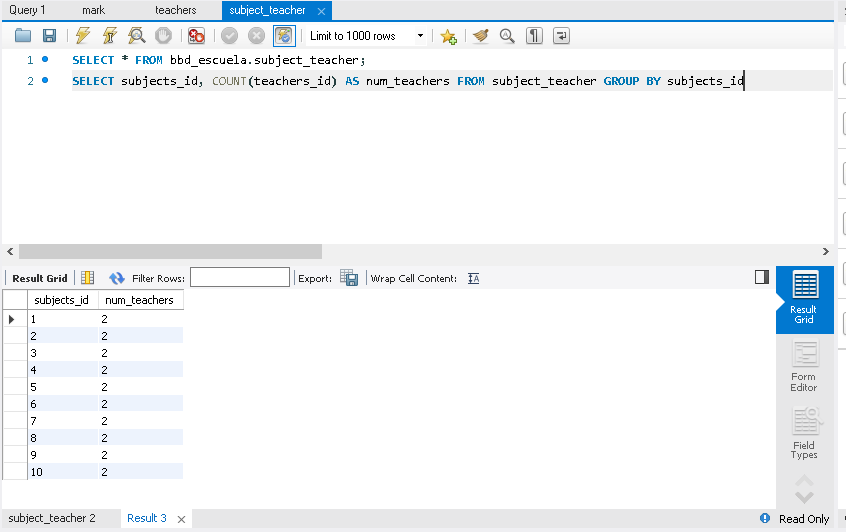 Query 1 mark teachers subject_teacher
Limit to 1000 rows
1 SELECT * FROM bbd_escuela.subject_teacher;
2 SELECT subjects_id, COUNT(teachers_id) AS num_teachers FROM subject_teacher GROUP BY subjects_id
Result Grid Filter Rows: Export: Wrap Cell Content:
subjects_id num_teachers
1 2
2 2
3 2
4 2
5 2
6 2
7 2
8 2
9 2
10 2
Result
Grid
Form
Editor
Field
Types
subject_teacher 2 Result 3 Read Only